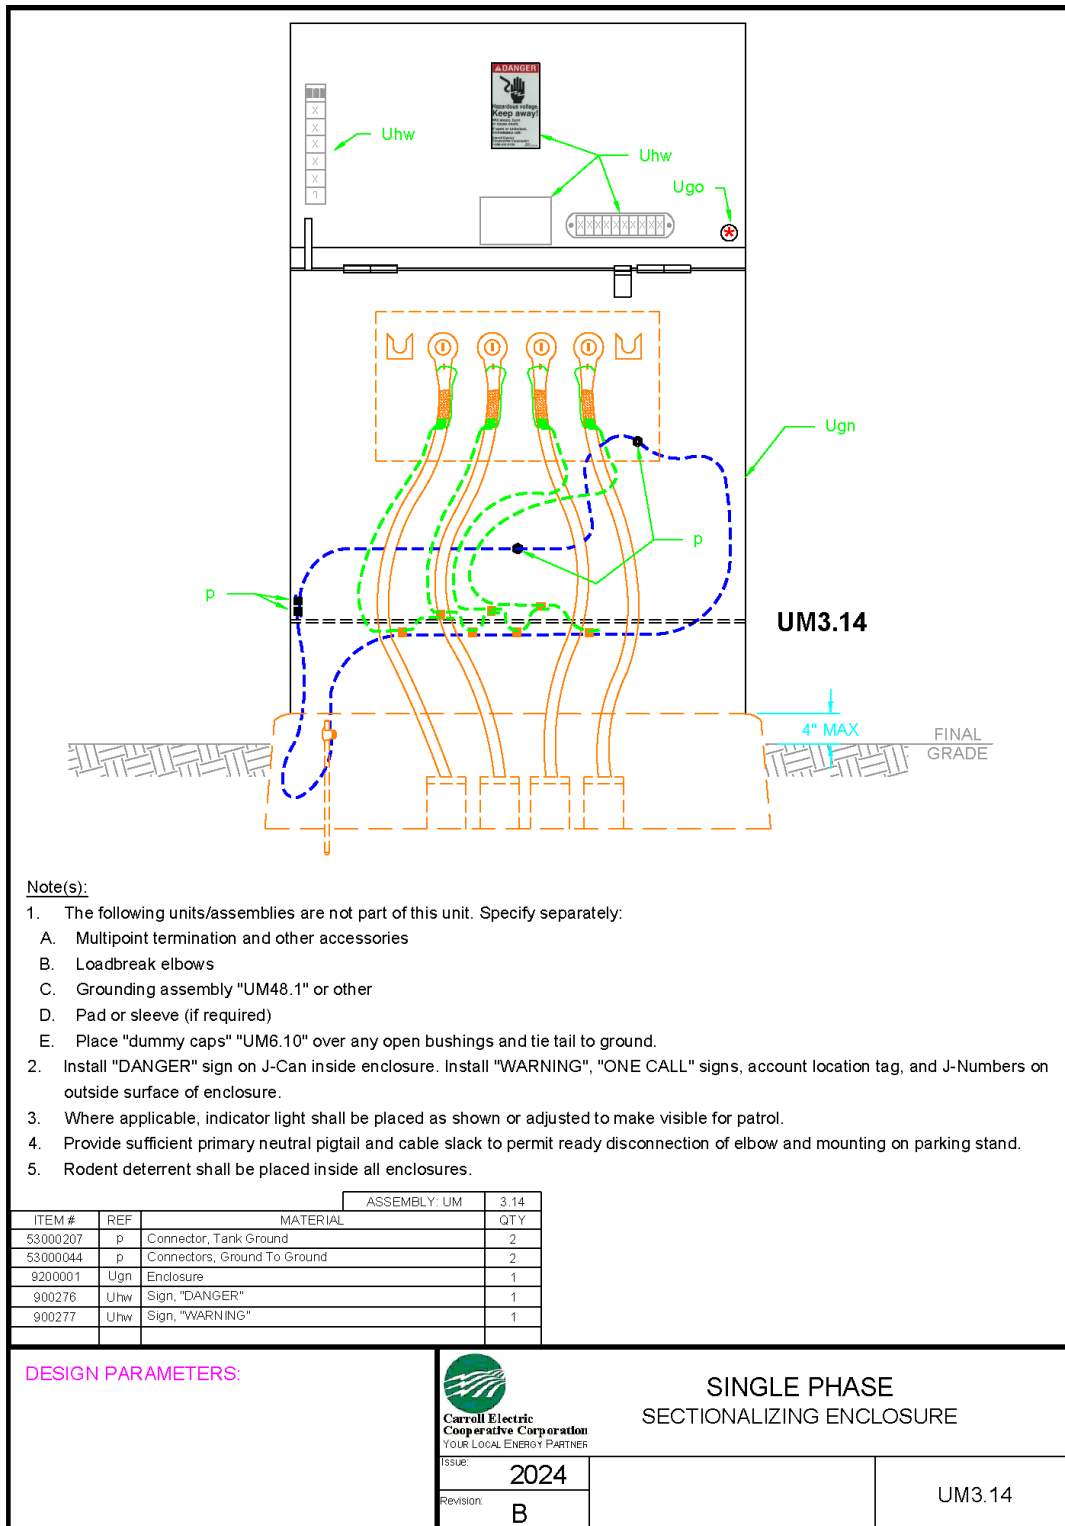 DANGER
Hazardous voltage.
Keep away!
Uhw
Uhw
Ugo
Ugn
p
p
UM3.14
4" MAX
FINAL
GRADE
Note(s):
1. The following units/assemblies are not part of this unit. Specify separately:
A. Multipoint termination and other accessories
B. Loadbreak elbows
C. Grounding assembly "UM48.1" or other
D. Pad or sleeve (if required)
E. Place "dummy caps" "UM6.10" over any open bushings and tie tail to ground.
2. Install "DANGER" sign on J-Can inside enclosure. Install "WARNING", "ONE CALL" signs, account location tag, and J-Numbers on
outside surface of enclosure.
3. Where applicable, indicator light shall be placed as shown or adjusted to make visible for patrol.
4. Provide sufficient primary neutral pigtail and cable slack to permit ready disconnection of elbow and mounting on parking stand.
5. Rodent deterrent shall be placed inside all enclosures.
ASSEMBLY: UM 3.14
ITEM # REF MATERIAL QTY
53000207 p Connector, Tank Ground 2
53000044 p Connectors, Ground To Ground 2
9200001 Ugn Enclosure 1
900276 Uhw Sign, "DANGER" 1
900277 Uhw Sign, "WARNING" 1
DESIGN PARAMETERS:
Carroll Electric
Cooperative Corporation
YOUR LOCAL ENERGY PARTNER
SINGLE PHASE
SECTIONALIZING ENCLOSURE
Issue:
2024
Revision:
B
UM3.14